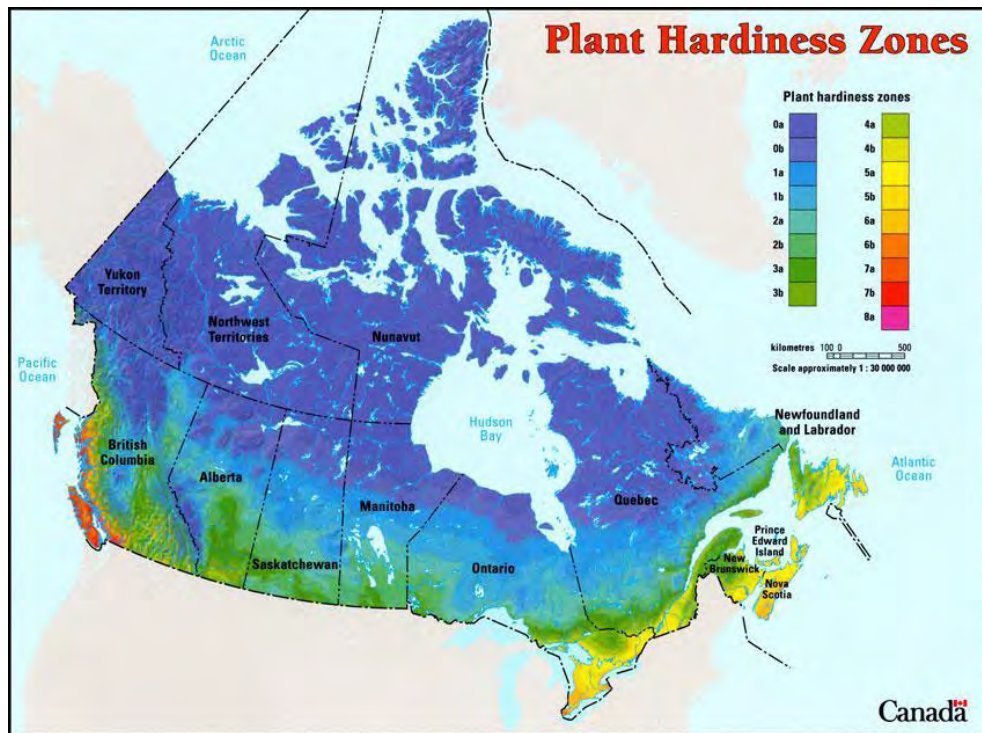 Plant Hardiness Zones
Arctic
Ocean
Plant hardiness zones
0a
0b
1a
1b
2a
2b
3a
3b
4a
4b
5a
5b
6a
6b
7a
7b
8a
kilometres 100 0 500
Scale approximately 1 : 30 000 000
Yukon
Territory
Northwest
Territories
Nunavut
Pacific
Ocean
Hudson
Bay
Newfoundland
and Labrador
British
Columbia
Alberta
Manitoba
Quebec
Atlantic
Ocean
Saskatchewan
Ontario
Prince
Edward
Island
New
Brunswick
Nova
Scotia
Canada